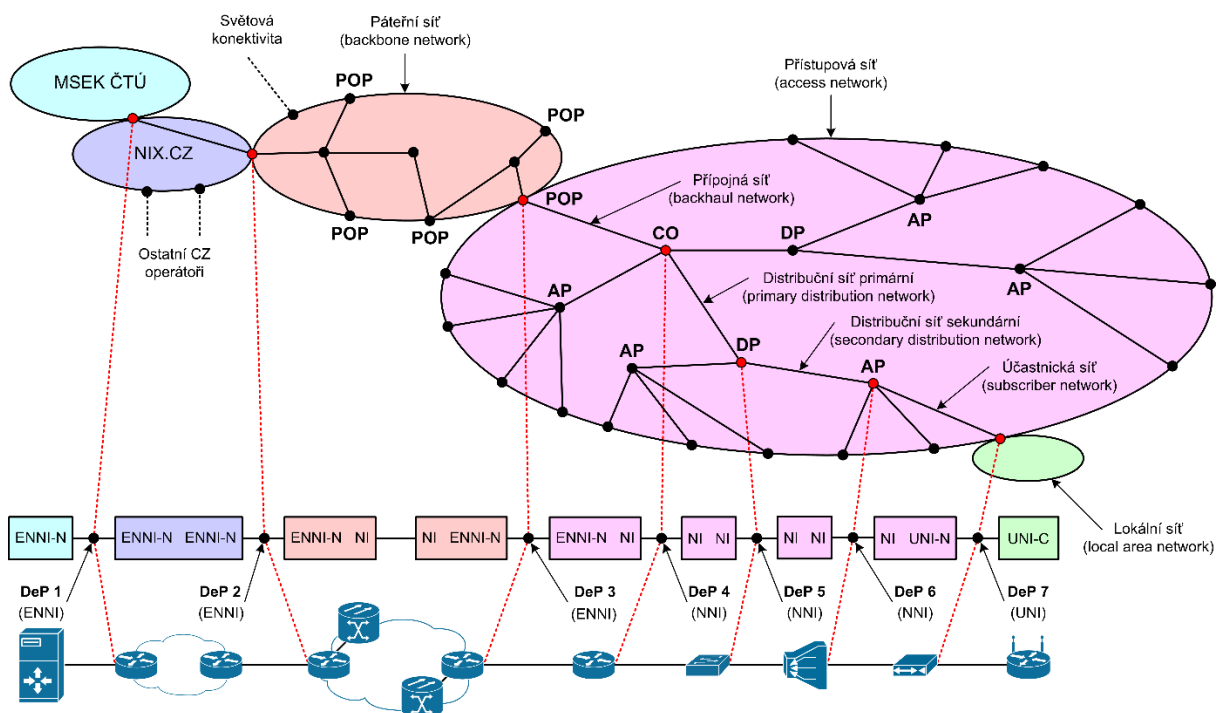 Světová
konektivita
Páteřní síť
(backbone network)
Přístupová síť
(access network)
MSEK ČTÚ
POP
POP
NIX.CZ
POP
Přípojná síť
(backhaul network)
AP
POP
POP
CO
DP
Ostatní CZ
operátoři
AP
Distribuční síť primární
(primary distribution network)
AP
Distribuční síť sekundární
(secondary distribution network)
AP
DP
AP
Účastnická síť
(subscriber network)
Lokální síť
(local area network)
ENNI-N
ENNI-N ENNI-N
ENNI-N NI
NI ENNI-N
ENNI-N NI
NI NI
NI NI
NI UNI-N
UNI-C
DeP 1
(ENNI)
DeP 2
(ENNI)
DeP 3
(ENNI)
DeP 4
(NNI)
DeP 5
(NNI)
DeP 6
(NNI)
DeP 7
(UNI)
POP